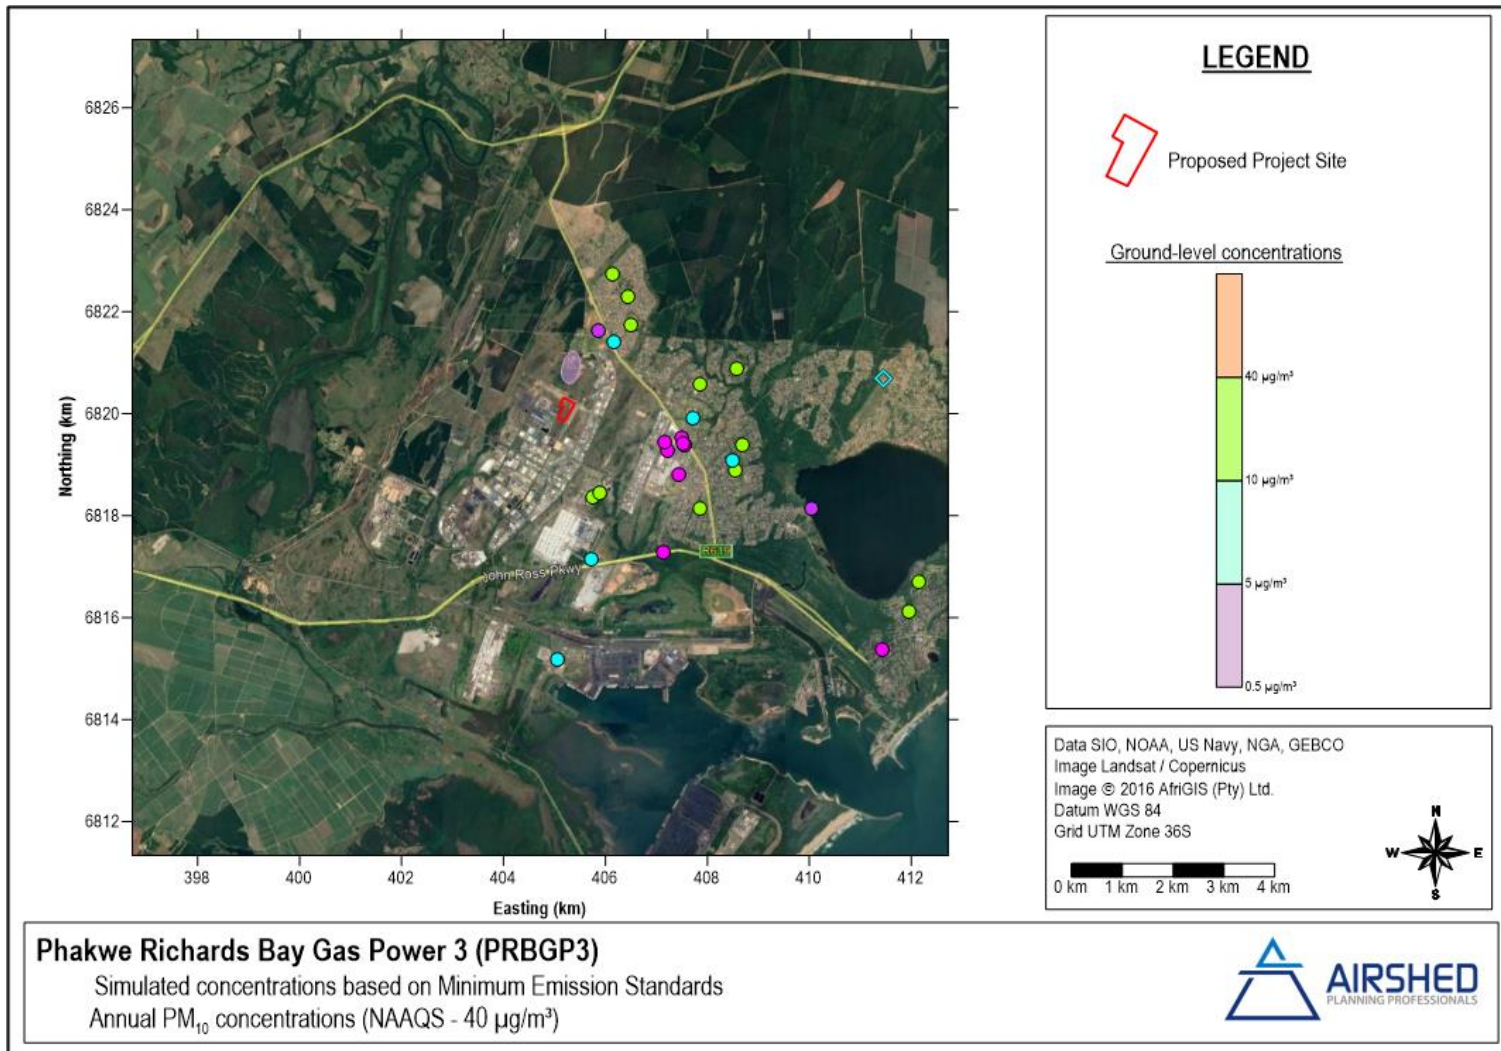 LEGEND
Proposed Project Site
Ground-level concentrations
40 µg/m³
10 µg/m³
5 µg/m³
0.5 µg/m³
6826
6824
6822
6820
6818
6816
6814
6812
Northing (km)
John Ross Pkwy
398 400 402 404 406 408 410 412
Easting (km)
Data SIO, NOAA, US Navy, NGA, GEBCO
Image Landsat / Copernicus
Image © 2016 AfriGIS (Pty) Ltd.
Datum WGS 84
Grid UTM Zone 36S
0 km 1 km 2 km 3 km 4 km
N
W E
S
Phakwe Richards Bay Gas Power 3 (PRBGP3)
Simulated concentrations based on Minimum Emission Standards
Annual PM₁₀ concentrations (NAAQS - 40 µg/m³)
AIRSHED
PLANNING PROFESSIONALS